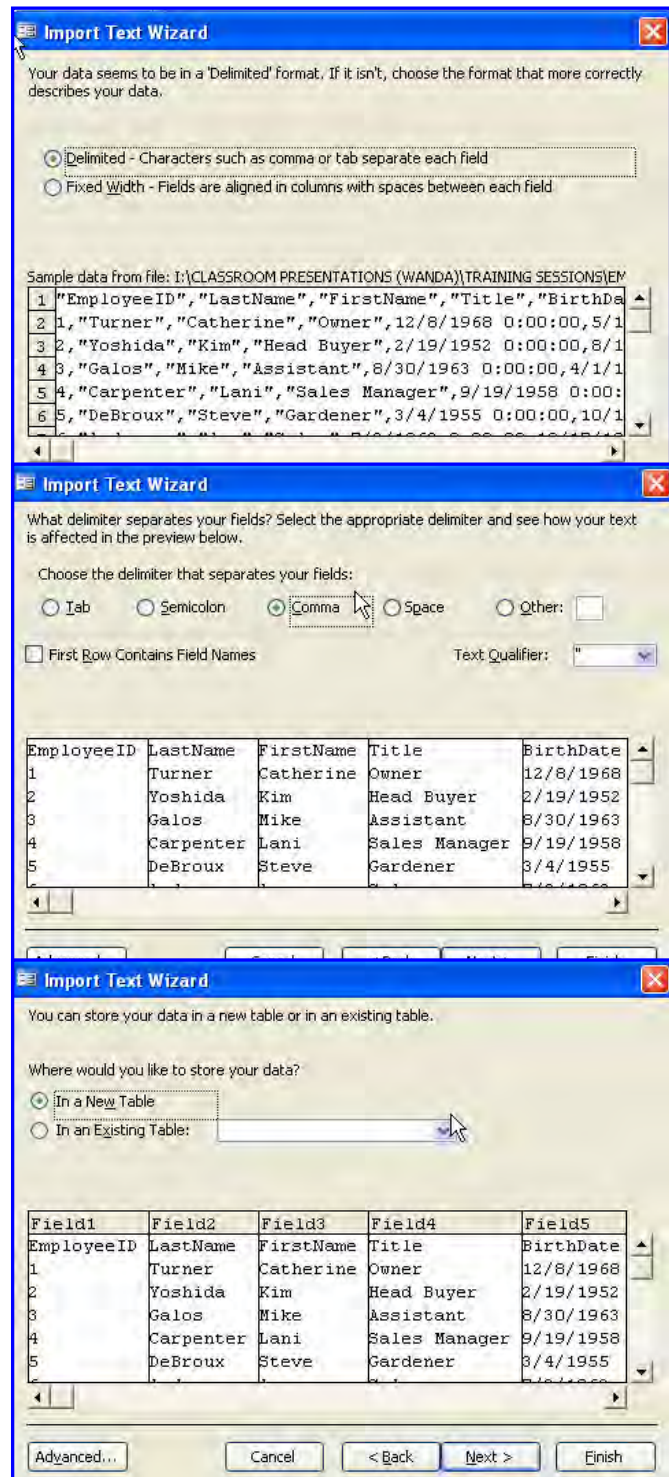 Import Text Wizard
Your data seems to be in a 'Delimited' format. If it isn't, choose the format that more correctly
describes your data.
Delimited - Characters such as comma or tab separate each field
Fixed Width - Fields are aligned in columns with spaces between each field
Sample data from file: I:\CLASSROOM PRESENTATIONS (WANDA)\TRAINING SESSIONS\EM
1 "EmployeeID","LastName","FirstName","Title","BirthDa
2 1,"Turner","Catherine","Owner",12/8/1968 0:00:00,5/1
3 2,"Yoshida","Kim","Head Buyer",2/19/1952 0:00:00,8/1
4 3,"Galos","Mike","Assistant",8/30/1963 0:00:00,4/1/1
5 4,"Carpenter","Lani","Sales Manager",9/19/1958 0:00:
6 5,"DeBroux","Steve","Gardener",3/4/1955 0:00:00,10/1
Import Text Wizard
What delimiter separates your fields? Select the appropriate delimiter and see how your text
is affected in the preview below.
Choose the delimiter that separates your fields:
Tab Semicolon Comma Space Other:
First Row Contains Field Names Text Qualifier: "
EmployeeID LastName FirstName Title BirthDate
1 Turner Catherine Owner 12/8/1968
2 Yoshida Kim Head Buyer 2/19/1952
3 Galos Mike Assistant 8/30/1963
4 Carpenter Lani Sales Manager 9/19/1958
5 DeBroux Steve Gardener 3/4/1955
Import Text Wizard
You can store your data in a new table or in an existing table.
Where would you like to store your data?
In a New Table
In an Existing Table:
Field1 Field2 Field3 Field4 Field5
EmployeeID LastName FirstName Title BirthDate
1 Turner Catherine Owner 12/8/1968
2 Yoshida Kim Head Buyer 2/19/1952
3 Galos Mike Assistant 8/30/1963
4 Carpenter Lani Sales Manager 9/19/1958
5 DeBroux Steve Gardener 3/4/1955
Advanced... Cancel < Back Next > Finish